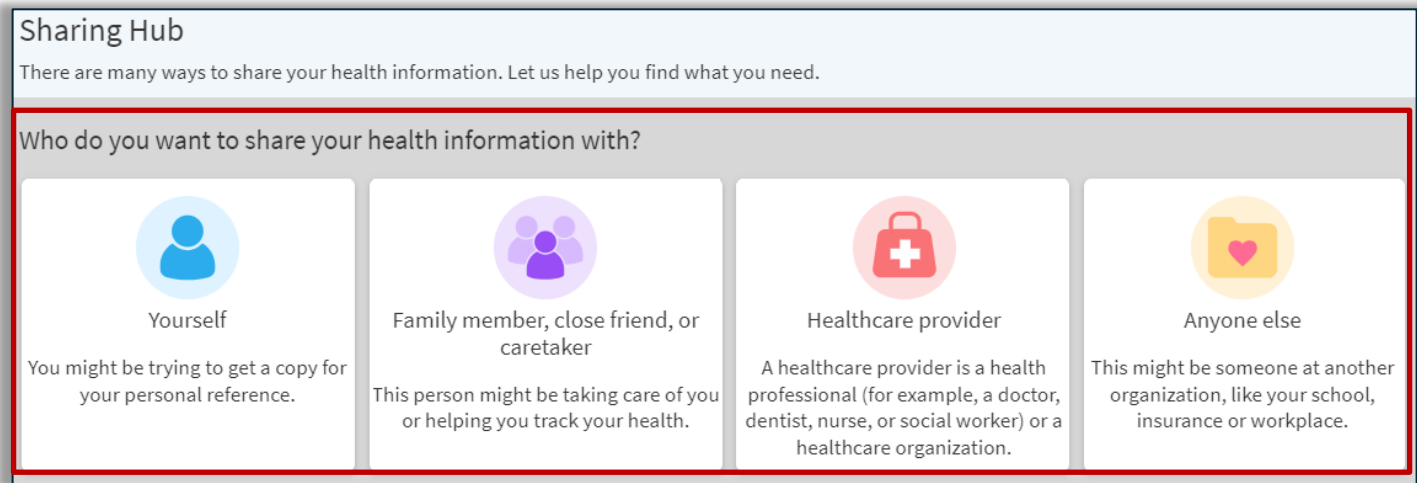 Sharing Hub
There are many ways to share your health information. Let us help you find what you need.
Who do you want to share your health information with?
Yourself
You might be trying to get a copy for
your personal reference.
Family member, close friend, or
caretaker
This person might be taking care of you
or helping you track your health.
Healthcare provider
A healthcare provider is a health
professional (for example, a doctor,
dentist, nurse, or social worker) or a
healthcare organization.
Anyone else
This might be someone at another
organization, like your school,
insurance or workplace.